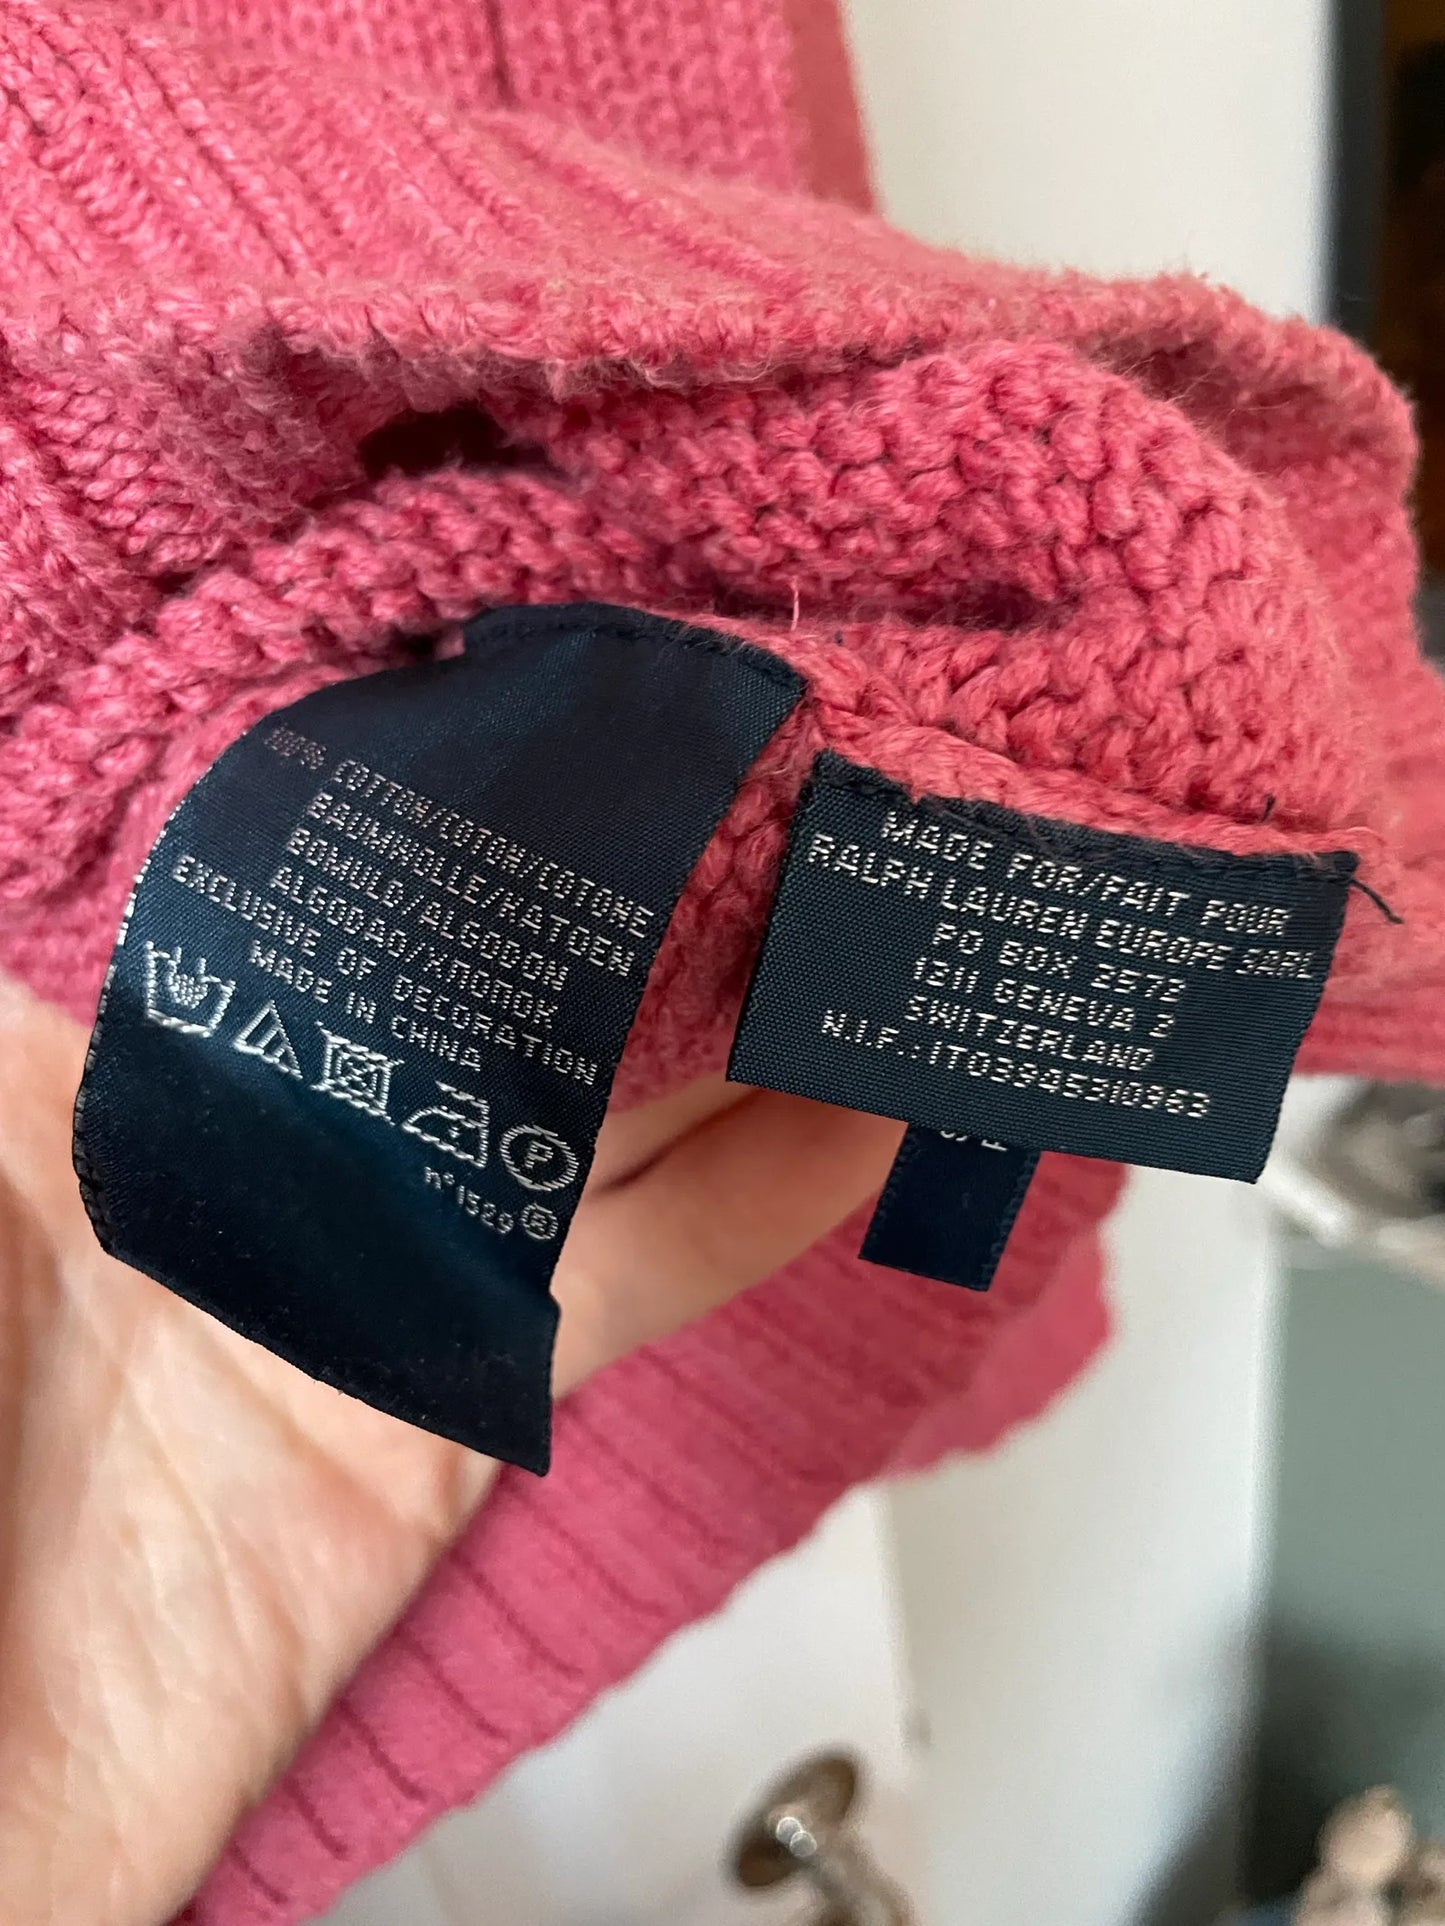 100% COTTON/COTON/COTONE
BAUMWOLLE/KATOEN
BOMULD/ALGODON
ALGODAO/ХЛОПОК
EXCLUSIVE OF DECORATION
MADE IN CHINA
P
n°1529 R
MADE FOR/FAIT POUR
RALPH LAUREN EUROPE SARL
PO BOX 2572
1211 GENEVA 2
SWITZERLAND
N.I.F.:IT03945310963
S/P